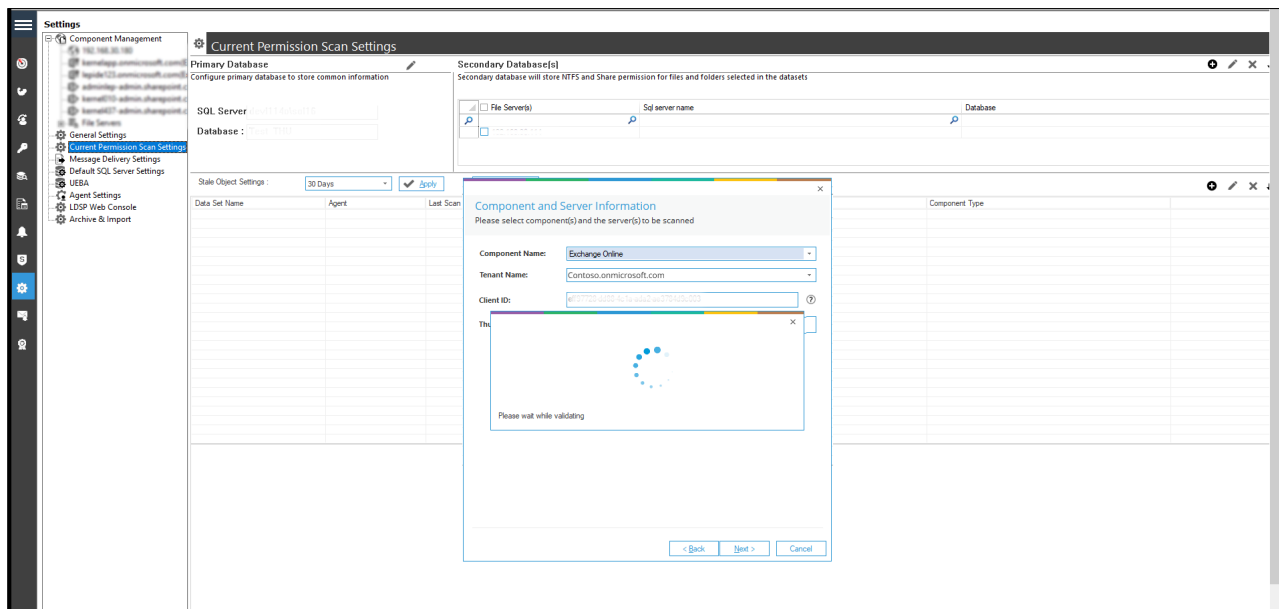 Settings
Component Management
File Servers
General Settings
Current Permission Scan Settings
Message Delivery Settings
Default SQL Server Settings
UEBA
Agent Settings
LDSP Web Console
Archive & Import
Current Permission Scan Settings
Primary Database
Configure primary database to store common information
SQL Server
Database :
Secondary Database(s)
Secondary database will store NTFS and Share permission for files and folders selected in the datasets
File Server(s) Sql server name Database
Stale Object Settings : 30 Days Apply
Data Set Name Agent Last Scan Component Type
Component and Server Information
Please select component(s) and the server(s) to be scanned
Component Name: Exchange Online
Tenant Name: Contoso.onmicrosoft.com
Client ID:
Thu
Please wait while validating
< Back Next > Cancel